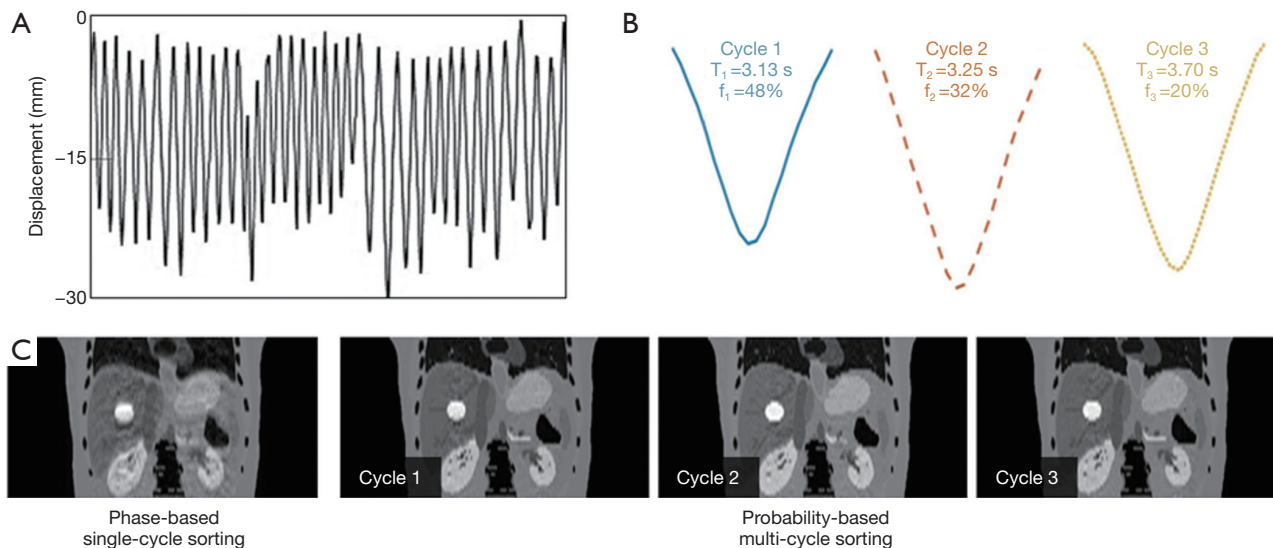 A
0
−15
−30
Displacement (mm)
B
Cycle 1
T₁=3.13 s
f₁=48%
Cycle 2
T₂=3.25 s
f₂=32%
Cycle 3
T₃=3.70 s
f₃=20%
C
Cycle 1
Cycle 2
Cycle 3
Phase-based
single-cycle sorting
Probability-based
multi-cycle sorting